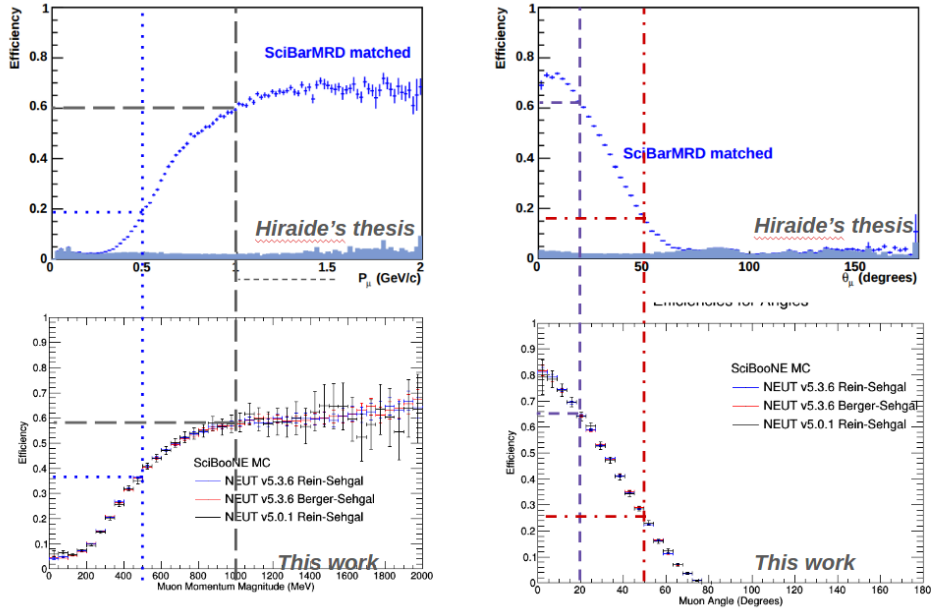 Efficiency
1
0.8
0.6
0.4
0.2
0
SciBarMRD matched
Hiraide's thesis
0
0.5
1
1.5
2
Pμ (GeV/c)
Efficiency
1
0.8
0.6
0.4
0.2
0
SciBarMRD matched
Hiraide's thesis
0
50
100
150
θμ (degrees)
Efficiency
1
0.9
0.8
0.7
0.6
0.5
0.4
0.3
0.2
0.1
0
SciBooNE MC
NEUT v5.3.6 Rein-Sehgal
NEUT v5.3.6 Berger-Sehgal
NEUT v5.0.1 Rein-Sehgal
This work
0 200 400 600 800 1000 1200 1400 1600 1800 2000
Muon Momentum Magnitude (MeV)
Efficiencies for Angles
Efficiency
1
0.9
0.8
0.7
0.6
0.5
0.4
0.3
0.2
0.1
0
SciBooNE MC
NEUT v5.3.6 Rein-Sehgal
NEUT v5.3.6 Berger-Sehgal
NEUT v5.0.1 Rein-Sehgal
This work
0 20 40 60 80 100 120 140 160 180
Muon Angle (Degrees)